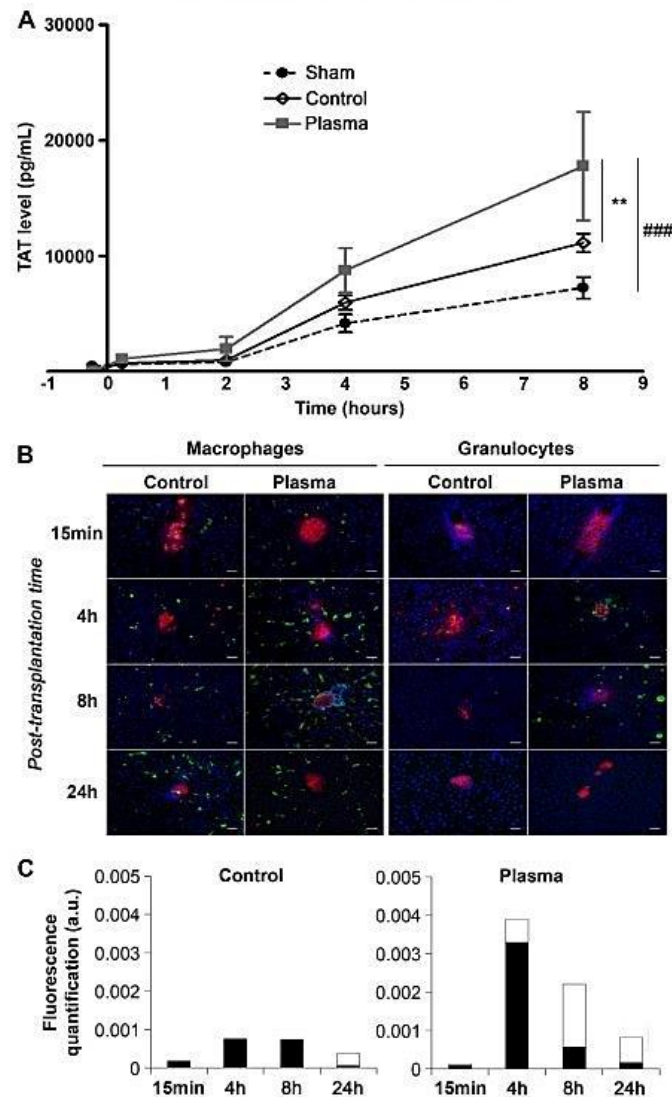 A
30000
Sham
Control
Plasma
20000
TAT level (pg/mL)
**
###
10000
-1 0 1 2 3 4 5 6 7 8 9
Time (hours)
B
Macrophages Granulocytes
Control Plasma Control Plasma
15min
4h
8h
24h
Post-transplantation time
C
Control Plasma
0.005 0.005
0.004 0.004
0.003 0.003
0.002 0.002
0.001 0.001
0 0
Fluorescence
quantification (a.u.)
15min 4h 8h 24h 15min 4h 8h 24h